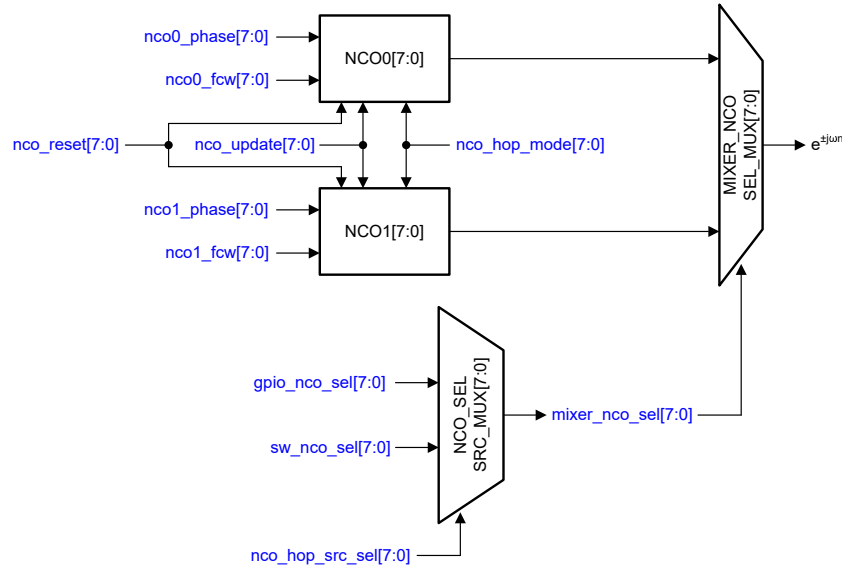 nco0_phase[7:0]
NCO0[7:0]
nco0_fcw[7:0]
nco_reset[7:0]
nco_update[7:0]
nco_hop_mode[7:0]
MIXER_NCO
SEL_MUX[7:0]
e±jωn
nco1_phase[7:0]
NCO1[7:0]
nco1_fcw[7:0]
gpio_nco_sel[7:0]
NCO_SEL
SRC_MUX[7:0]
mixer_nco_sel[7:0]
sw_nco_sel[7:0]
nco_hop_src_sel[7:0]